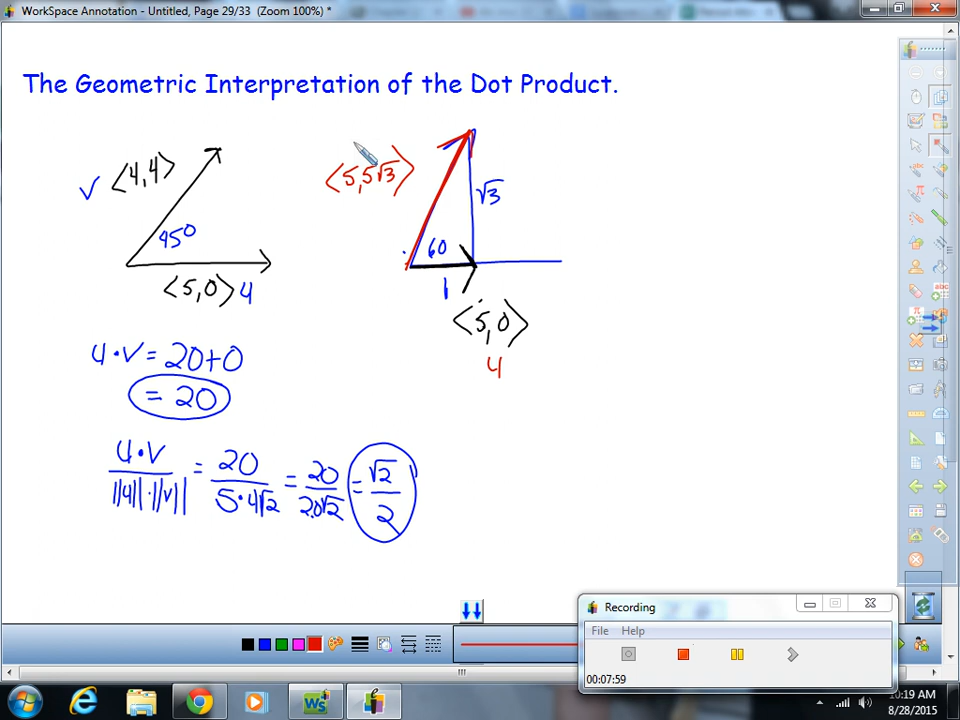 WorkSpace Annotation - Untitled, Page 29/33 (Zoom 100%) *
The Geometric Interpretation of the Dot Product.
⟨4,4⟩
v
45°
⟨5,0⟩ u
⟨5,5√3⟩
√3
60
1
⟨5,0⟩
u
u•v = 20+0
= 20
u•v / ||u||·||v|| = 20 / 5•4√2 = 20 / 20√2 = √2 / 2
abc
Recording
File Help
00:07:59
Ws
10:19 AM
8/28/2015